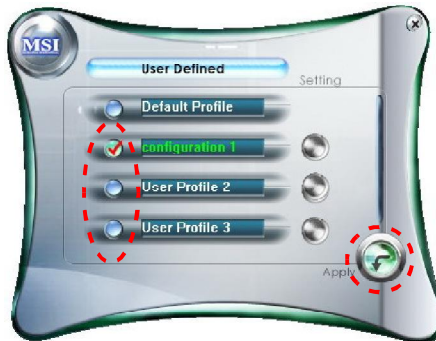 MSI
User Defined
Setting
Default Profile
configuration 1
User Profile 2
User Profile 3
Apply